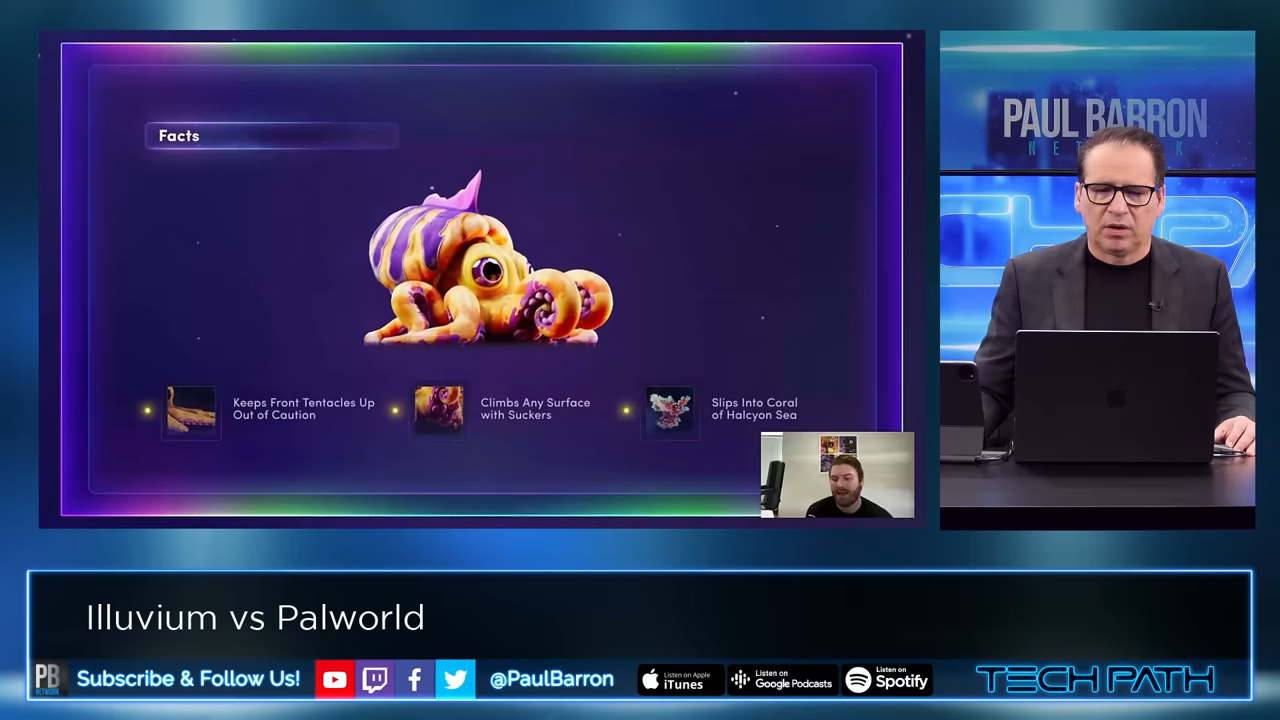 Facts
Keeps Front Tentacles Up
Out of Caution
Climbs Any Surface
with Suckers
Slips Into Coral
of Halcyon Sea
PAUL BARRON
Illuvium vs Palworld
PB
NETWORK
Subscribe & Follow Us!
@PaulBarron
Listen on Apple
iTunes
Listen on
Google Podcasts
Listen on
Spotify
TECH PATH